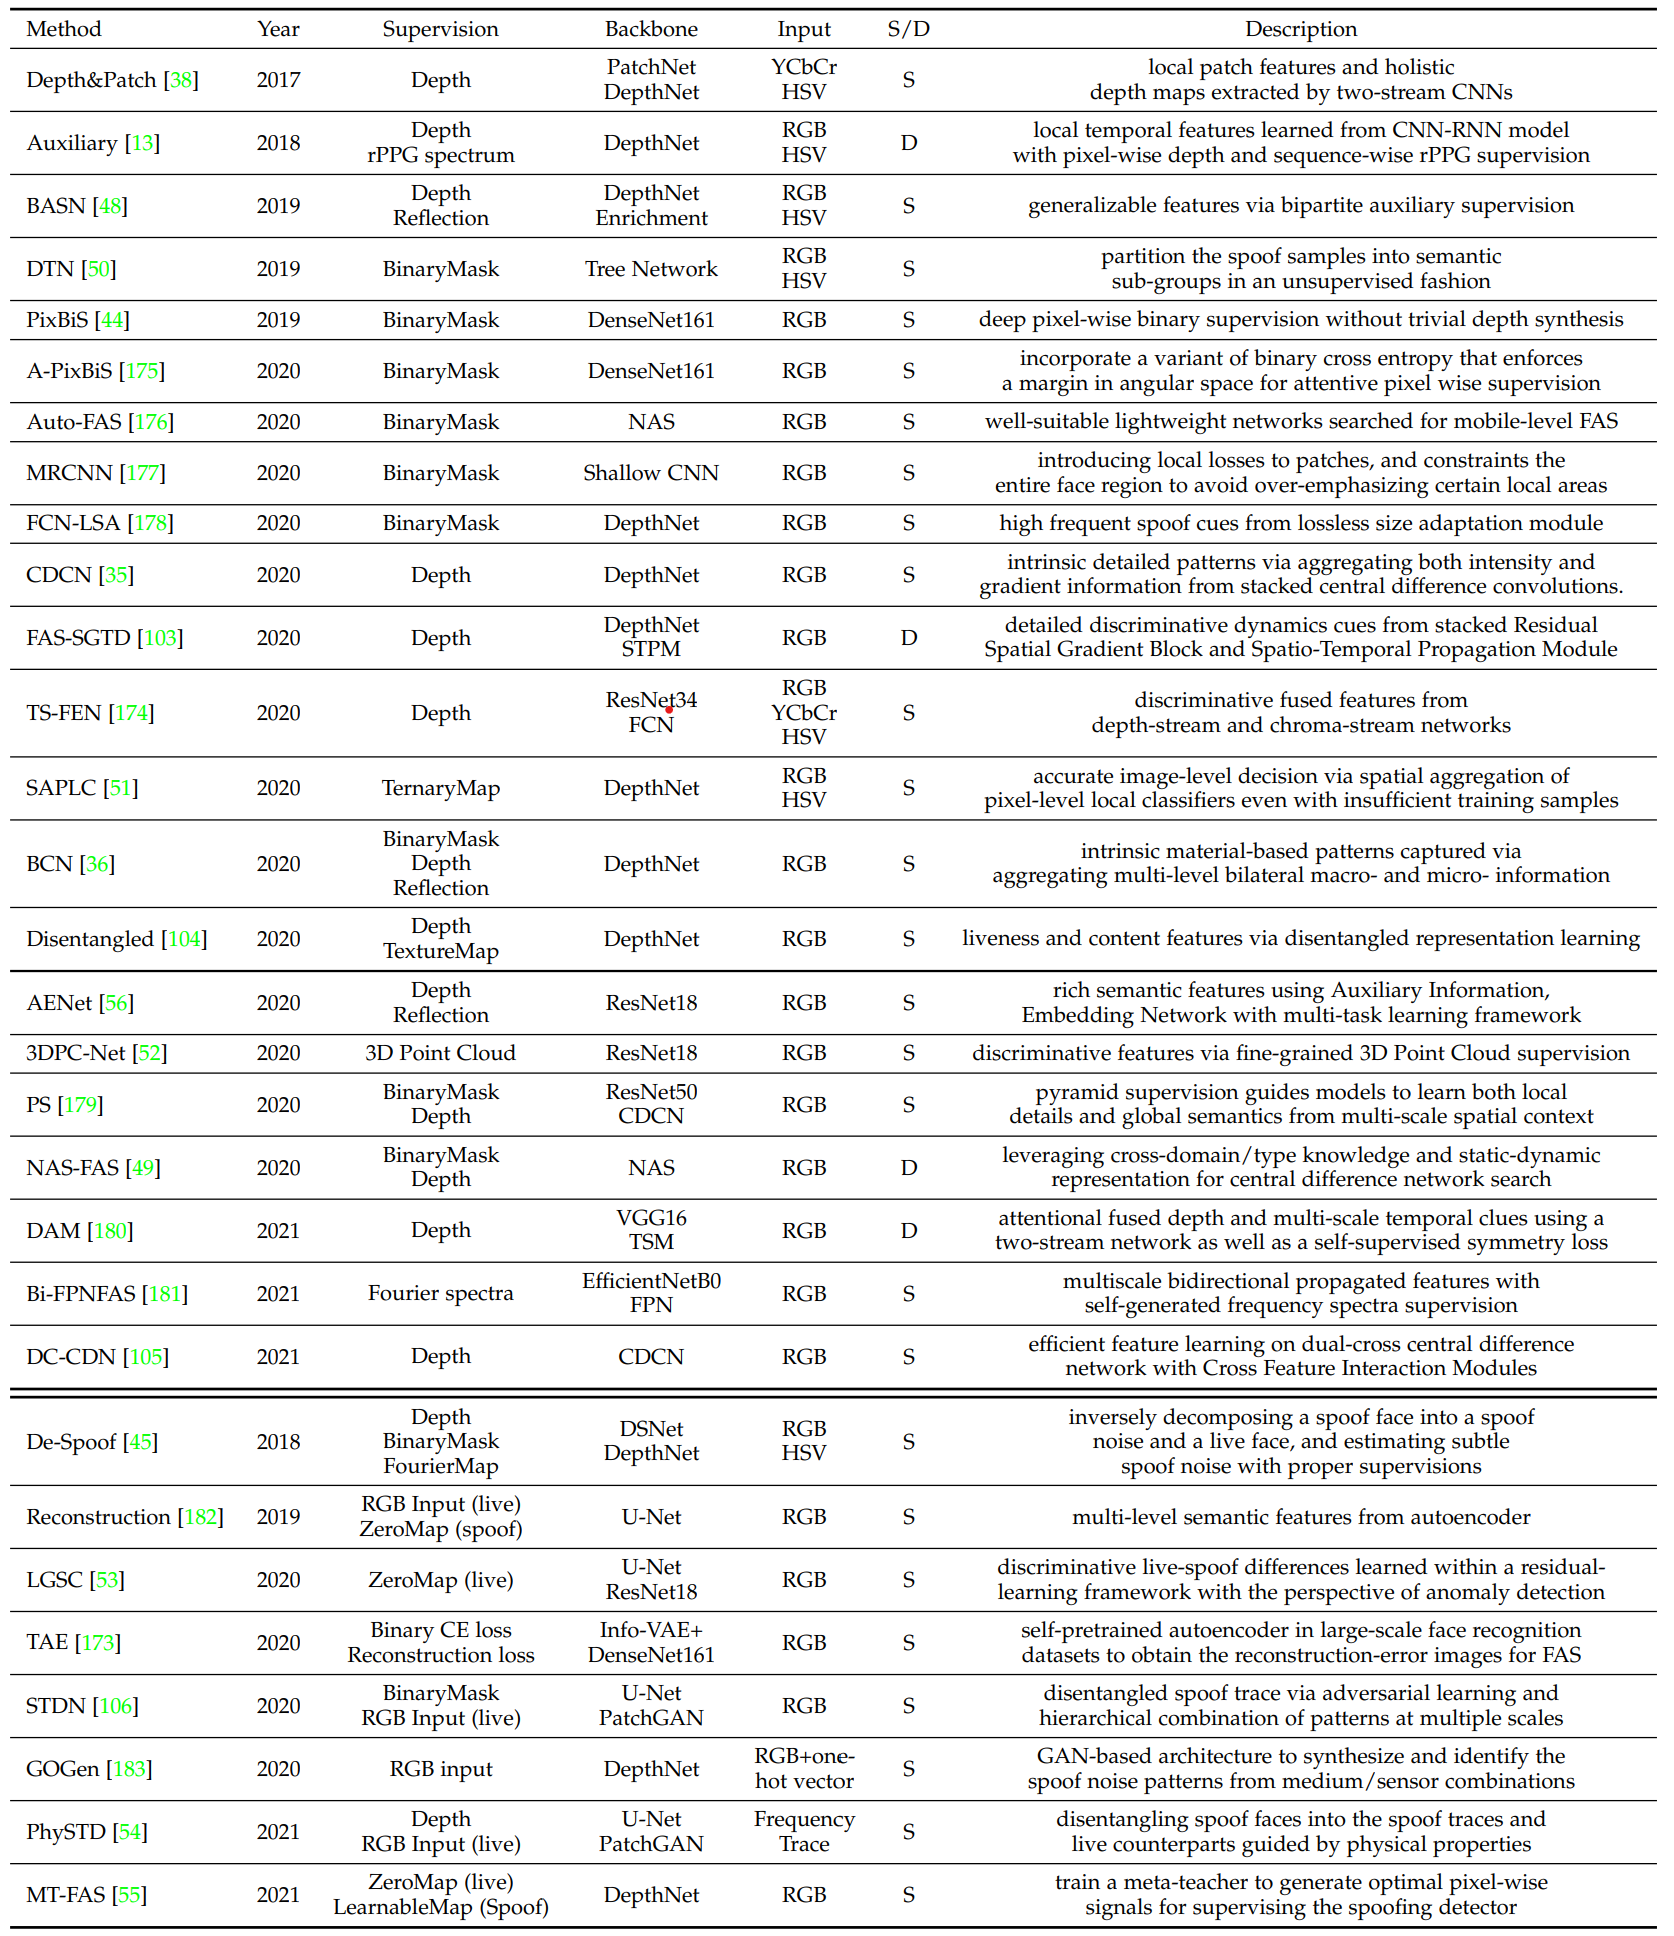 Method Year Supervision Backbone Input S/D Description
Depth&Patch [38] 2017 Depth PatchNet DepthNet YCbCr HSV S local patch features and holistic
depth maps extracted by two-stream CNNs
Auxiliary [13] 2018 Depth rPPG spectrum DepthNet RGB HSV D local temporal features learned from CNN-RNN model
with pixel-wise depth and sequence-wise rPPG supervision
BASN [48] 2019 Depth Reflection DepthNet Enrichment RGB HSV S generalizable features via bipartite auxiliary supervision
DTN [50] 2019 BinaryMask Tree Network RGB HSV S partition the spoof samples into semantic
sub-groups in an unsupervised fashion
PixBiS [44] 2019 BinaryMask DenseNet161 RGB S deep pixel-wise binary supervision without trivial depth synthesis
A-PixBiS [175] 2020 BinaryMask DenseNet161 RGB S incorporate a variant of binary cross entropy that enforces
a margin in angular space for attentive pixel wise supervision
Auto-FAS [176] 2020 BinaryMask NAS RGB S well-suitable lightweight networks searched for mobile-level FAS
MRCNN [177] 2020 BinaryMask Shallow CNN RGB S introducing local losses to patches, and constraints the
entire face region to avoid over-emphasizing certain local areas
FCN-LSA [178] 2020 BinaryMask DepthNet RGB S high frequent spoof cues from lossless size adaptation module
CDCN [35] 2020 Depth DepthNet RGB S intrinsic detailed patterns via aggregating both intensity and
gradient information from stacked central difference convolutions.
FAS-SGTD [103] 2020 Depth DepthNet STPM RGB D detailed discriminative dynamics cues from stacked Residual
Spatial Gradient Block and Spatio-Temporal Propagation Module
TS-FEN [174] 2020 Depth ResNet34 FCN RGB YCbCr HSV S discriminative fused features from
depth-stream and chroma-stream networks
SAPLC [51] 2020 TernaryMap DepthNet RGB HSV S accurate image-level decision via spatial aggregation of
pixel-level local classifiers even with insufficient training samples
BCN [36] 2020 BinaryMask Depth Reflection DepthNet RGB S intrinsic material-based patterns captured via
aggregating multi-level bilateral macro- and micro- information
Disentangled [104] 2020 Depth TextureMap DepthNet RGB S liveness and content features via disentangled representation learning
AENet [56] 2020 Depth Reflection ResNet18 RGB S rich semantic features using Auxiliary Information,
Embedding Network with multi-task learning framework
3DPC-Net [52] 2020 3D Point Cloud ResNet18 RGB S discriminative features via fine-grained 3D Point Cloud supervision
PS [179] 2020 BinaryMask Depth ResNet50 CDCN RGB S pyramid supervision guides models to learn both local
details and global semantics from multi-scale spatial context
NAS-FAS [49] 2020 BinaryMask Depth NAS RGB D leveraging cross-domain/type knowledge and static-dynamic
representation for central difference network search
DAM [180] 2021 Depth VGG16 TSM RGB D attentional fused depth and multi-scale temporal clues using a
two-stream network as well as a self-supervised symmetry loss
Bi-FPNFAS [181] 2021 Fourier spectra EfficientNetB0 FPN RGB S multiscale bidirectional propagated features with
self-generated frequency spectra supervision
DC-CDN [105] 2021 Depth CDCN RGB S efficient feature learning on dual-cross central difference
network with Cross Feature Interaction Modules
De-Spoof [45] 2018 Depth BinaryMask FourierMap DSNet DepthNet RGB HSV S inversely decomposing a spoof face into a spoof
noise and a live face, and estimating subtle
spoof noise with proper supervisions
Reconstruction [182] 2019 RGB Input (live) ZeroMap (spoof) U-Net RGB S multi-level semantic features from autoencoder
LGSC [53] 2020 ZeroMap (live) U-Net ResNet18 RGB S discriminative live-spoof differences learned within a residual-
learning framework with the perspective of anomaly detection
TAE [173] 2020 Binary CE loss Reconstruction loss Info-VAE+ DenseNet161 RGB S self-pretrained autoencoder in large-scale face recognition
datasets to obtain the reconstruction-error images for FAS
STDN [106] 2020 BinaryMask RGB Input (live) U-Net PatchGAN RGB S disentangled spoof trace via adversarial learning and
hierarchical combination of patterns at multiple scales
GOGen [183] 2020 RGB input DepthNet RGB+one-hot vector S GAN-based architecture to synthesize and identify the
spoof noise patterns from medium/sensor combinations
PhySTD [54] 2021 Depth RGB Input (live) U-Net PatchGAN Frequency Trace S disentangling spoof faces into the spoof traces and
live counterparts guided by physical properties
MT-FAS [55] 2021 ZeroMap (live) LearnableMap (Spoof) DepthNet RGB S train a meta-teacher to generate optimal pixel-wise
signals for supervising the spoofing detector